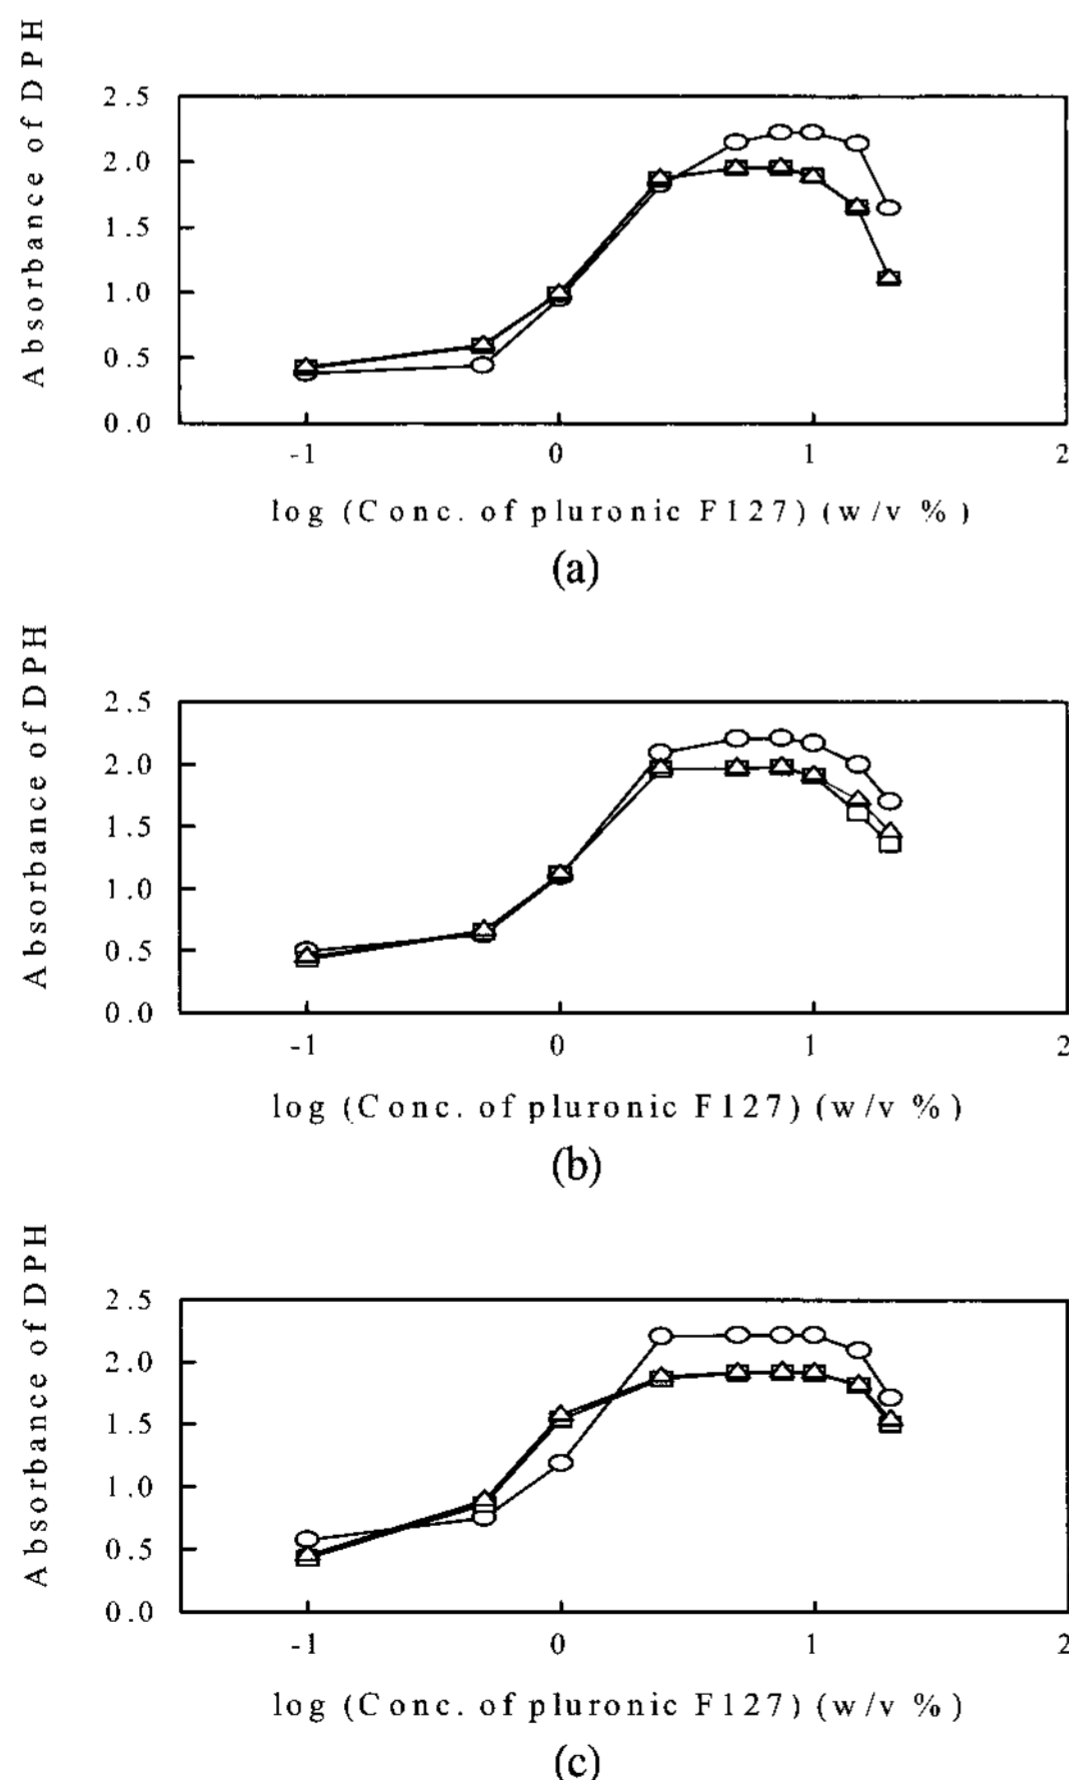 Absorbance of DPH
2.5
2.0
1.5
1.0
0.5
0.0
-1 0 1 2
log (Conc. of pluronic F127) (w/v %)
(a)
Absorbance of DPH
2.5
2.0
1.5
1.0
0.5
0.0
-1 0 1 2
log (Conc. of pluronic F127) (w/v %)
(b)
Absorbance of DPH
2.5
2.0
1.5
1.0
0.5
0.0
-1 0 1 2
log (Conc. of pluronic F127) (w/v %)
(c)